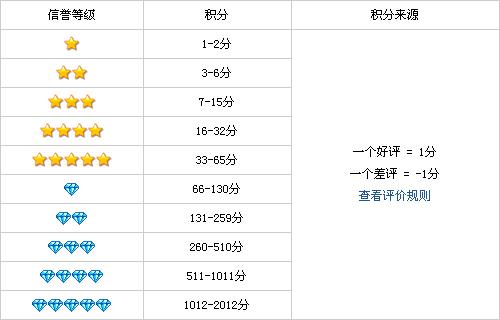 信誉等级 积分 积分来源
1-2分
3-6分
7-15分
16-32分
33-65分
66-130分
131-259分
260-510分
511-1011分
1012-2012分
一个好评 = 1分
一个差评 = -1分
查看评价规则